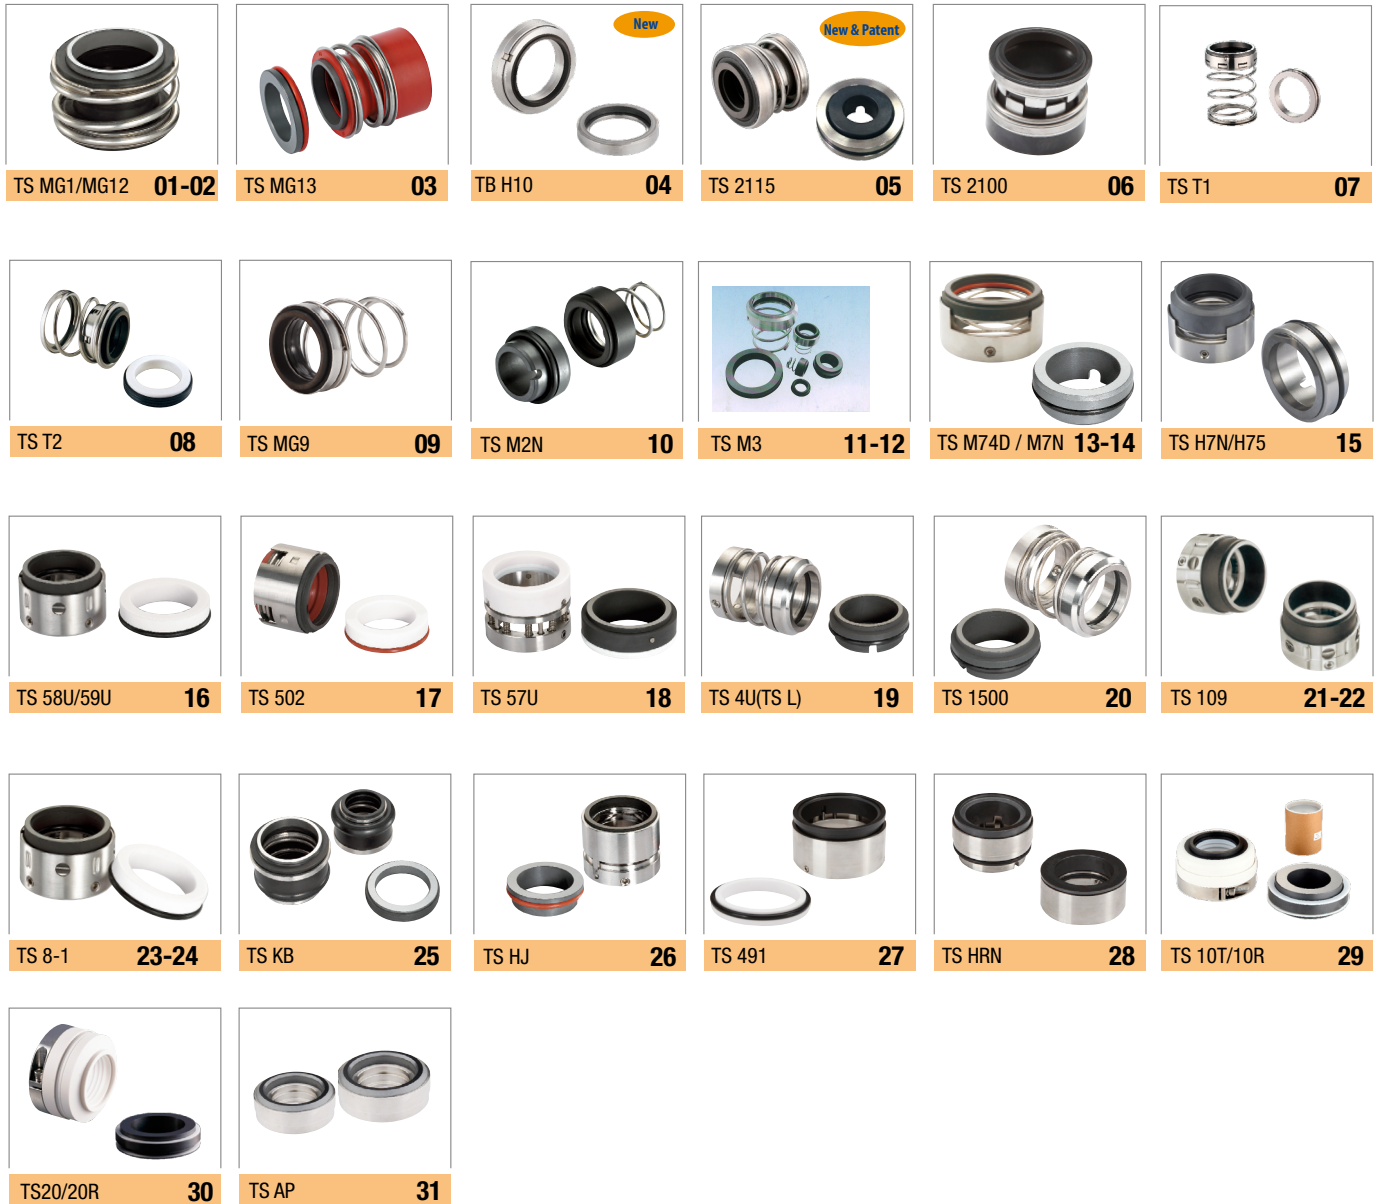 New
New & Patent
TS MG1/MG12 01-02
TS MG13 03
TB H10 04
TS 2115 05
TS 2100 06
TS T1 07
TS T2 08
TS MG9 09
TS M2N 10
TS M3 11-12
TS M74D / M7N 13-14
TS H7N/H75 15
TS 58U/59U 16
TS 502 17
TS 57U 18
TS 4U(TS L) 19
TS 1500 20
TS 109 21-22
TS 8-1 23-24
TS KB 25
TS HJ 26
TS 491 27
TS HRN 28
TS 10T/10R 29
TS20/20R 30
TS AP 31